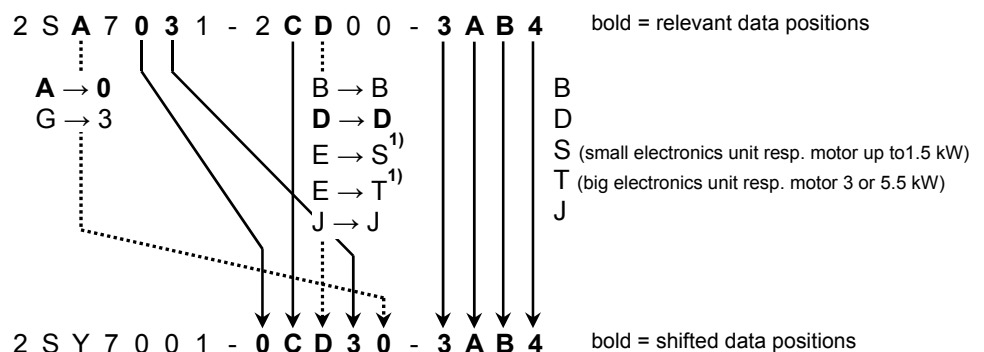 2 S A 7 0 3 1 - 2 C D 0 0 - 3 A B 4 bold = relevant data positions
A → 0 B → B B
G → 3 D → D D
E → S 1) S (small electronics unit resp. motor up to1.5 kW)
E → T 1) T (big electronics unit resp. motor 3 or 5.5 kW)
J → J J
2 S Y 7 0 0 1 - 0 C D 3 0 - 3 A B 4 bold = shifted data positions